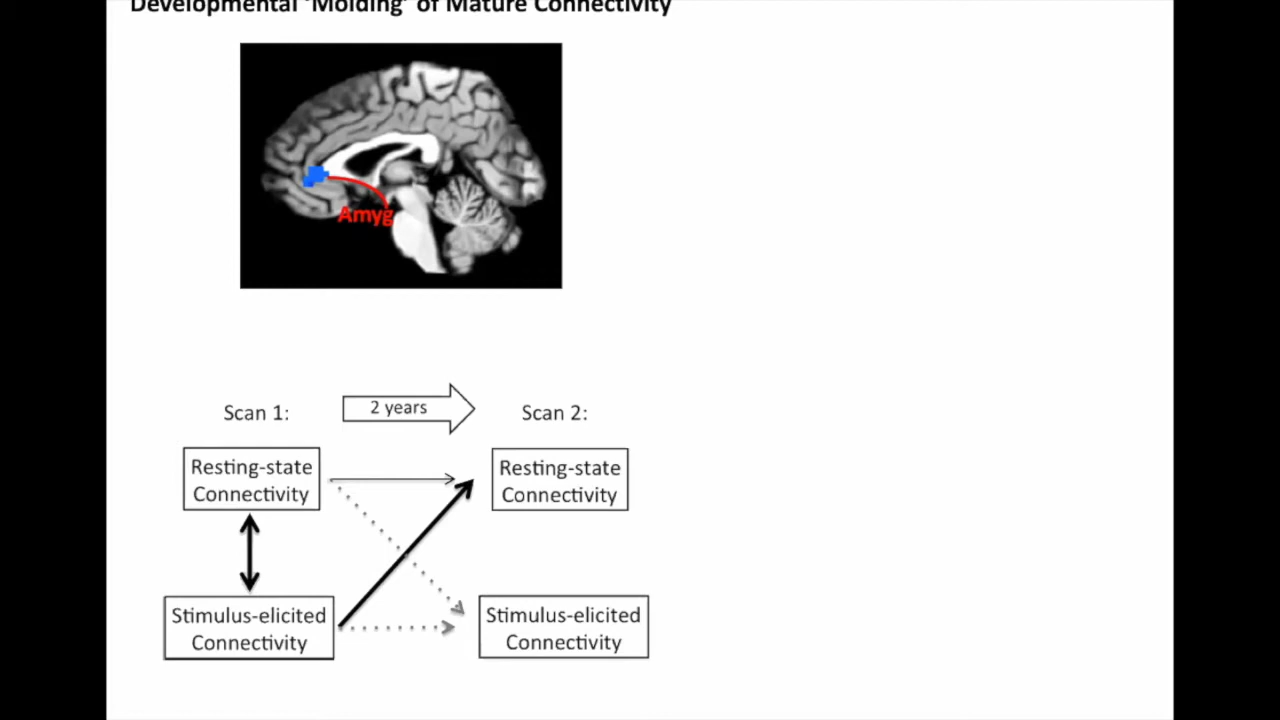 Developmental 'Molding' of Mature Connectivity
Amyg
Scan 1:
2 years
Scan 2:
Resting-state
Connectivity
Resting-state
Connectivity
Stimulus-elicited
Connectivity
Stimulus-elicited
Connectivity